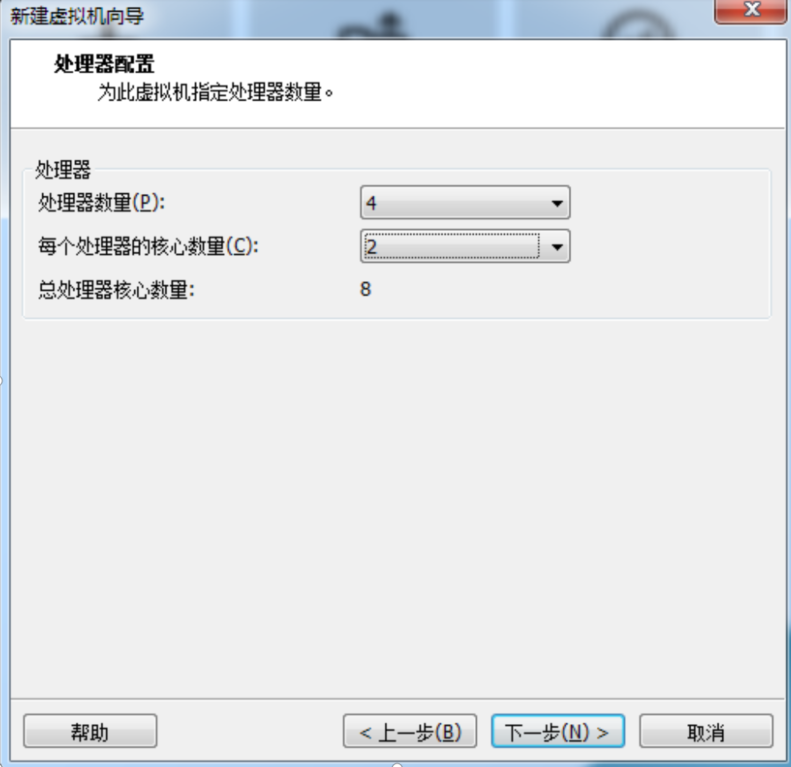 新建虚拟机向导
处理器配置
为此虚拟机指定处理器数量。
处理器
处理器数量(P): 4
每个处理器的核心数量(C): 2
总处理器核心数量: 8
帮助 < 上一步(B) 下一步(N) > 取消